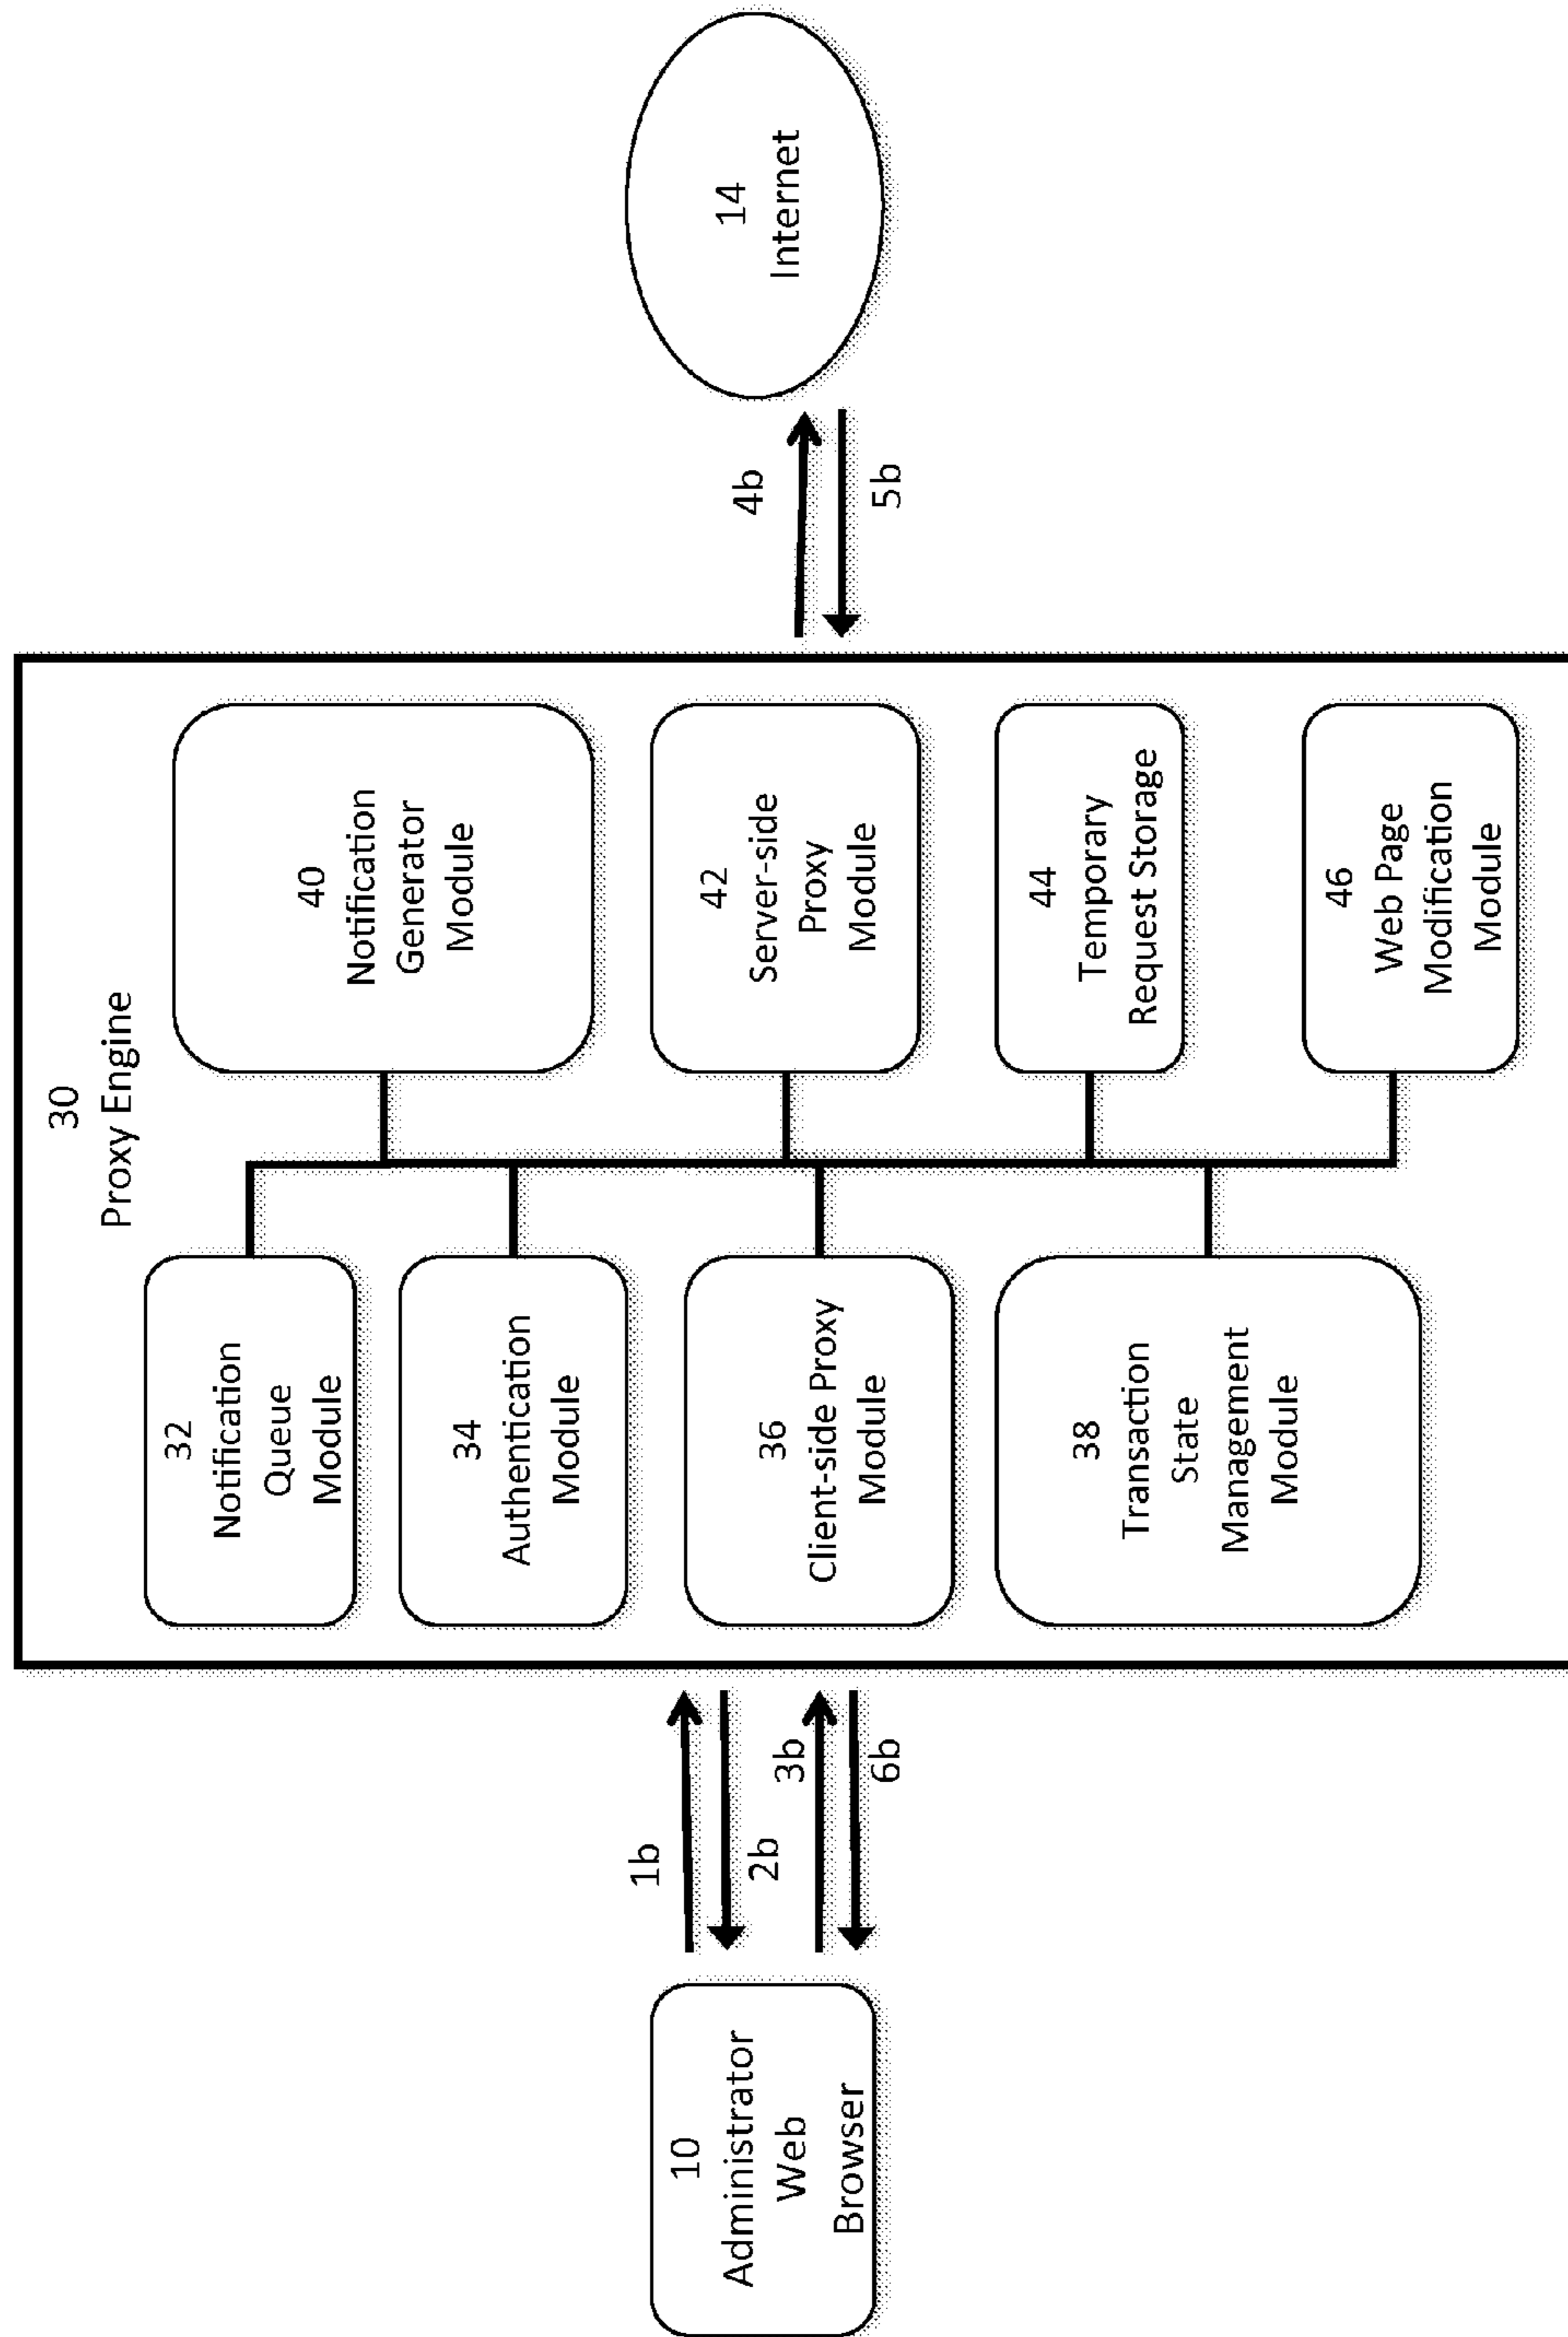 30
Proxy Engine
10
Administrator
Web
Browser
1b
2b
3b
6b
32
Notification
Queue
Module
34
Authentication
Module
36
Client-side Proxy
Module
38
Transaction
State
Management
Module
40
Notification
Generator
Module
42
Server-side
Proxy
Module
44
Temporary
Request Storage
46
Web Page
Modification
Module
4b
5b
14
Internet